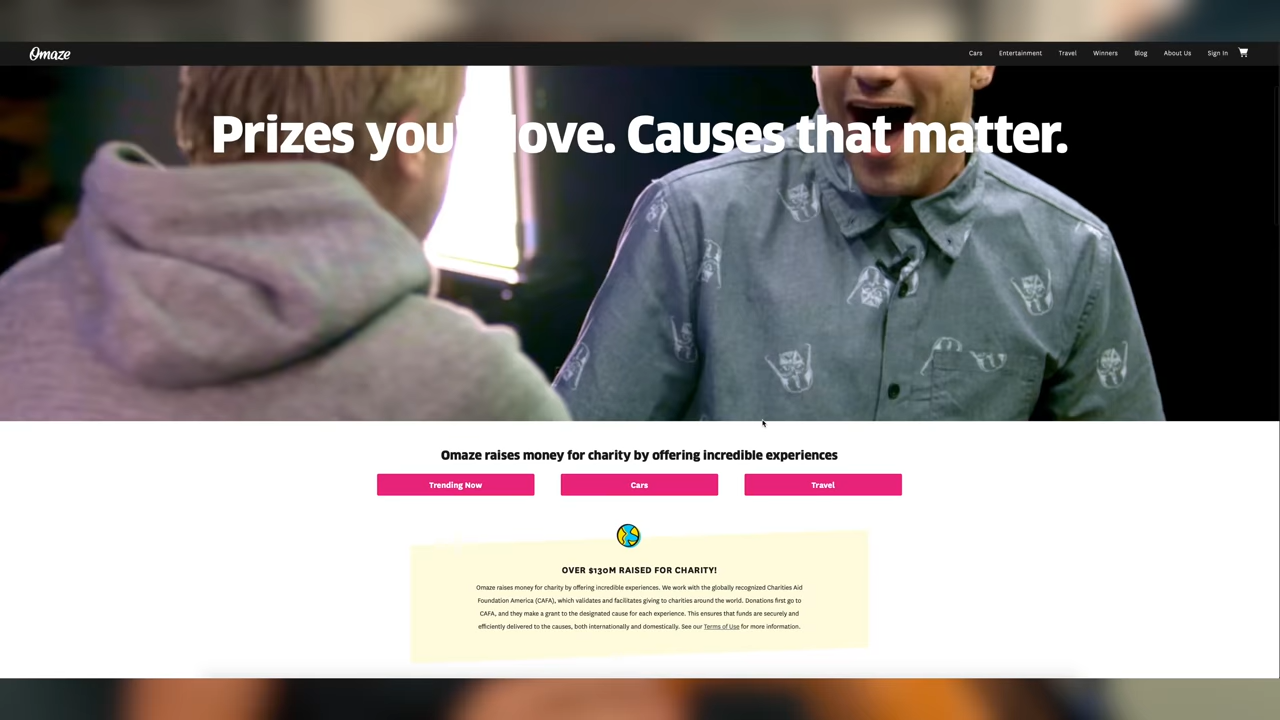 Omaze
Cars Entertainment Travel Winners Blog About Us Sign In
Prizes you' love. Causes that matter.
Omaze raises money for charity by offering incredible experiences
Trending Now
Cars
Travel
OVER $130M RAISED FOR CHARITY!
Omaze raises money for charity by offering incredible experiences. We work with the globally recognized Charities Aid
Foundation America (CAFA), which validates and facilitates giving to charities around the world. Donations first go to
CAFA, and they make a grant to the designated cause for each experience. This ensures that funds are securely and
efficiently delivered to the causes, both internationally and domestically. See our Terms of Use for more information.